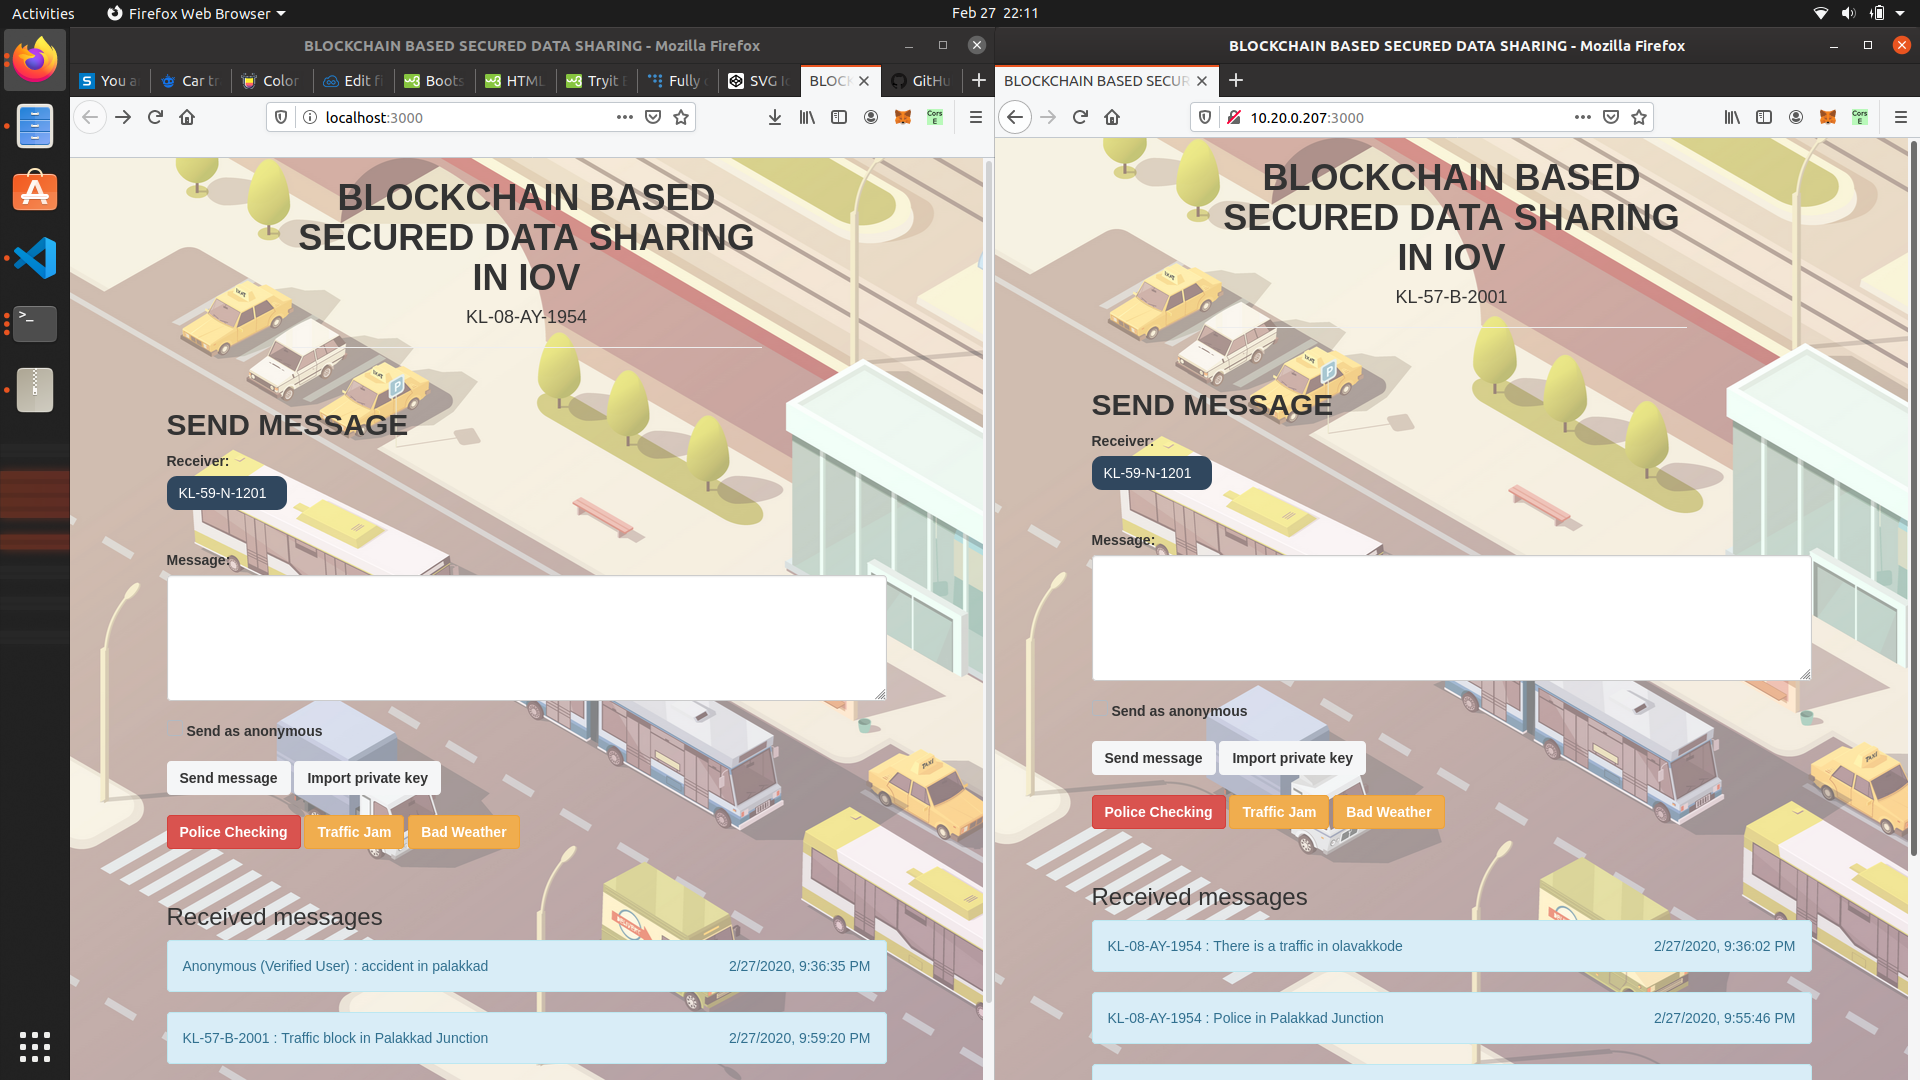 Activities
Firefox Web Browser
Feb 27 22:11
BLOCKCHAIN BASED SECURED DATA SHARING - Mozilla Firefox
You a
Car tr
Color
Edit fi
Boots
HTML
Tryit E
Fully
SVG Ic
BLOCK
GitHu
localhost:3000
Cors
E
BLOCKCHAIN BASED
SECURED DATA SHARING
IN IOV
KL-08-AY-1954
SEND MESSAGE
Receiver:
KL-59-N-1201
Message:
Send as anonymous
Send message
Import private key
Police Checking
Traffic Jam
Bad Weather
Received messages
Anonymous (Verified User) : accident in palakkad 2/27/2020, 9:36:35 PM
KL-57-B-2001 : Traffic block in Palakkad Junction 2/27/2020, 9:59:20 PM
BLOCKCHAIN BASED SECURED DATA SHARING - Mozilla Firefox
BLOCKCHAIN BASED SECUR
10.20.0.207:3000
Cors
E
BLOCKCHAIN BASED
SECURED DATA SHARING
IN IOV
KL-57-B-2001
SEND MESSAGE
Receiver:
KL-59-N-1201
Message:
Send as anonymous
Send message
Import private key
Police Checking
Traffic Jam
Bad Weather
Received messages
KL-08-AY-1954 : There is a traffic in olavakkode 2/27/2020, 9:36:02 PM
KL-08-AY-1954 : Police in Palakkad Junction 2/27/2020, 9:55:46 PM